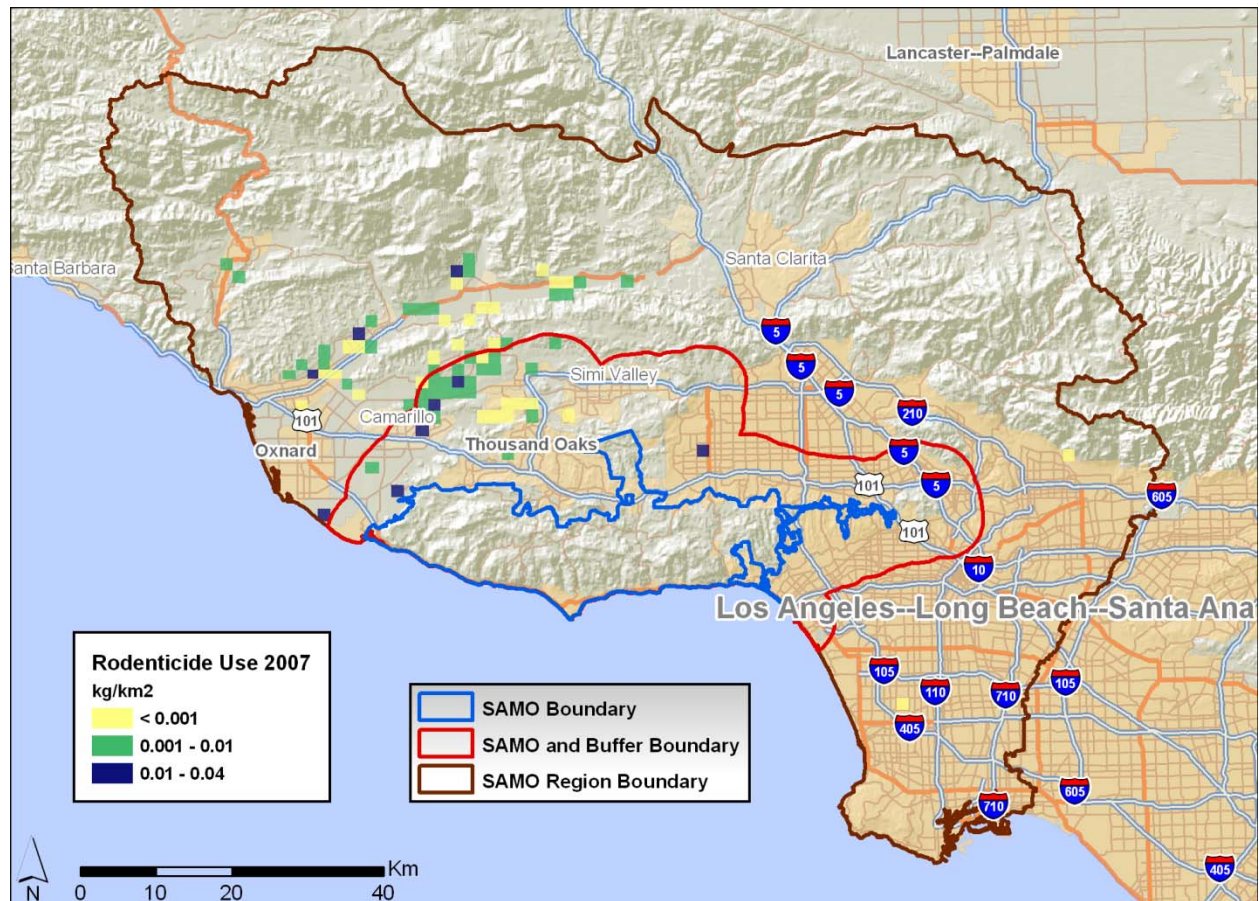 Lancaster--Palmdale
Santa Barbara
Santa Clarita
5
5
Simi Valley
5
210
Camarillo
101
Oxnard
Thousand Oaks
5
101
5
605
101
10
Los Angeles--Long Beach--Santa Ana
105
110
710
105
405
710
605
405
Rodenticide Use 2007
kg/km2
< 0.001
0.001 - 0.01
0.01 - 0.04
SAMO Boundary
SAMO and Buffer Boundary
SAMO Region Boundary
N
Km
0 10 20 40